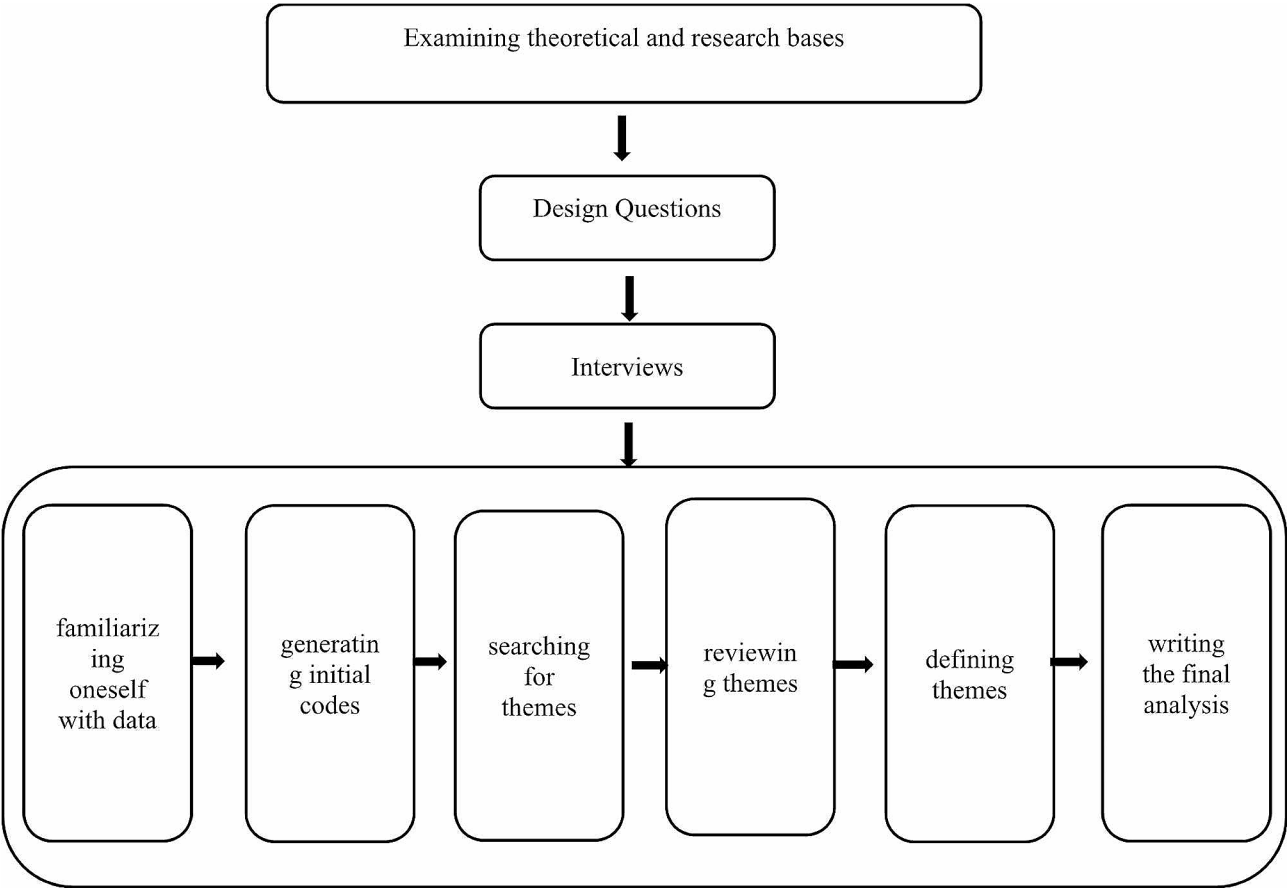 Examining theoretical and research bases
Design Questions
Interviews
familiariz
ing
oneself
with data
generatin
g initial
codes
searching
for
themes
reviewin
g themes
defining
themes
writing
the final
analysis